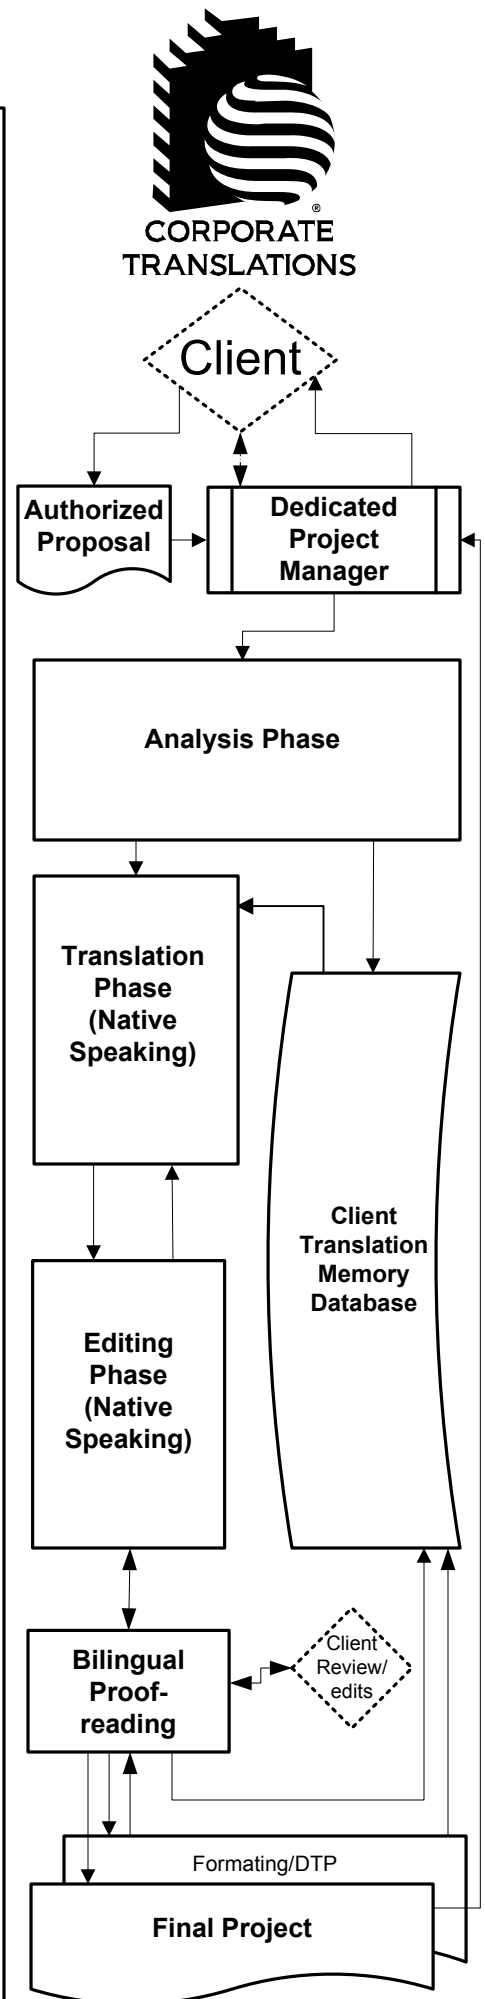 ®
CORPORATE
TRANSLATIONS
Client
Authorized
Proposal
Dedicated
Project
Manager
Analysis Phase
Translation
Phase
(Native
Speaking)
Client
Translation
Memory
Database
Editing
Phase
(Native
Speaking)
Bilingual
Proof-
reading
Client
Review/
edits
Formating/DTP
Final Project